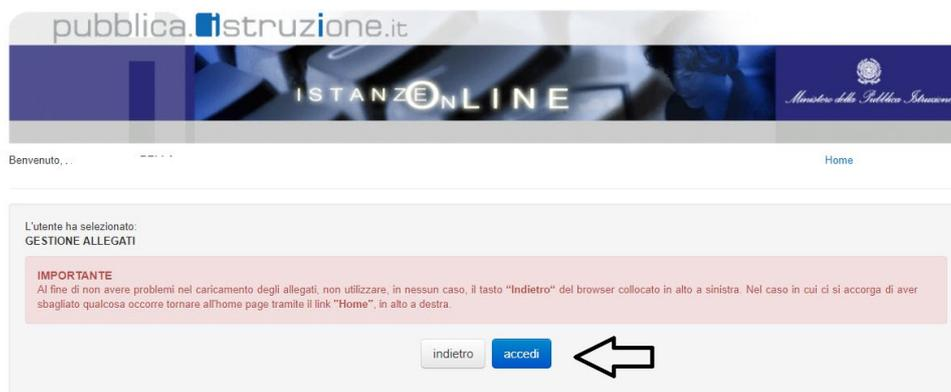 pubblica.istruzione.it
ISTANZE ON LINE
Ministero della Pubblica Istruzione
Benvenuto, . .
Home
L'utente ha selezionato:
GESTIONE ALLEGATI
IMPORTANTE
Al fine di non avere problemi nel caricamento degli allegati, non utilizzare, in nessun caso, il tasto “Indietro“ del browser collocato in alto a sinistra. Nel caso in cui ci si accorga di aver
sbagliato qualcosa occorre tornare all'home page tramite il link "Home", in alto a destra.
indietro
accedi